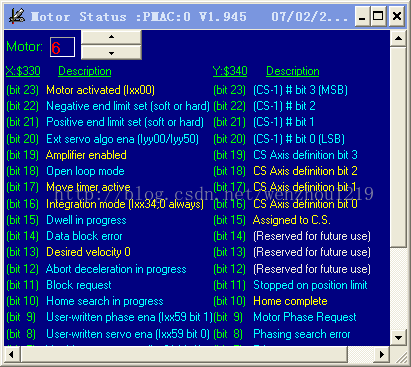 Motor Status :PMAC:0 V1.945 07/02/2...
Motor: 6
X:$330 Description Y:$340 Description
(bit 23) Motor activated (Ixx00) (bit 23) (CS-1) # bit 3 (MSB)
(bit 22) Negative end limit set (soft or hard) (bit 22) (CS-1) # bit 2
(bit 21) Positive end limit set (soft or hard) (bit 21) (CS-1) # bit 1
(bit 20) Ext servo algo ena (Iyy00/Iyy50) (bit 20) (CS-1) # bit 0 (LSB)
(bit 19) Amplifier enabled (bit 19) CS Axis definition bit 3
(bit 18) Open loop mode (bit 18) CS Axis definition bit 2
(bit 17) Move timer active (bit 17) CS Axis definition bit 1
http://blog.csdn.net/wenzhou1219
(bit 16) Integration mode (Ixx34;0 always) (bit 16) CS Axis definition bit 0
(bit 15) Dwell in progress (bit 15) Assigned to C.S.
(bit 14) Data block error (bit 14) (Reserved for future use)
(bit 13) Desired velocity 0 (bit 13) (Reserved for future use)
(bit 12) Abort deceleration in progress (bit 12) (Reserved for future use)
(bit 11) Block request (bit 11) Stopped on position limit
(bit 10) Home search in progress (bit 10) Home complete
(bit 9) User-written phase ena (Ixx59 bit 1) (bit 9) Motor Phase Request
(bit 8) User-written servo ena (Ixx59 bit 0) (bit 8) Phasing search error